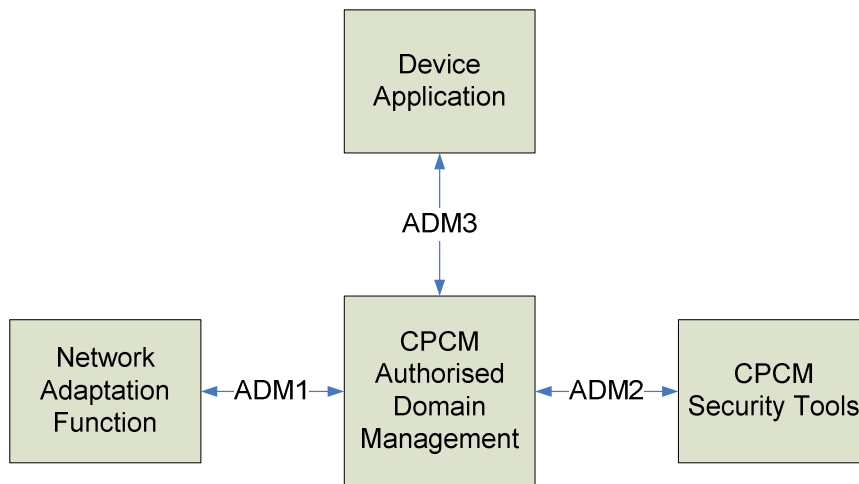 Device
Application
ADM3
Network
Adaptation
Function
ADM1
CPCM
Authorised
Domain
Management
ADM2
CPCM
Security Tools